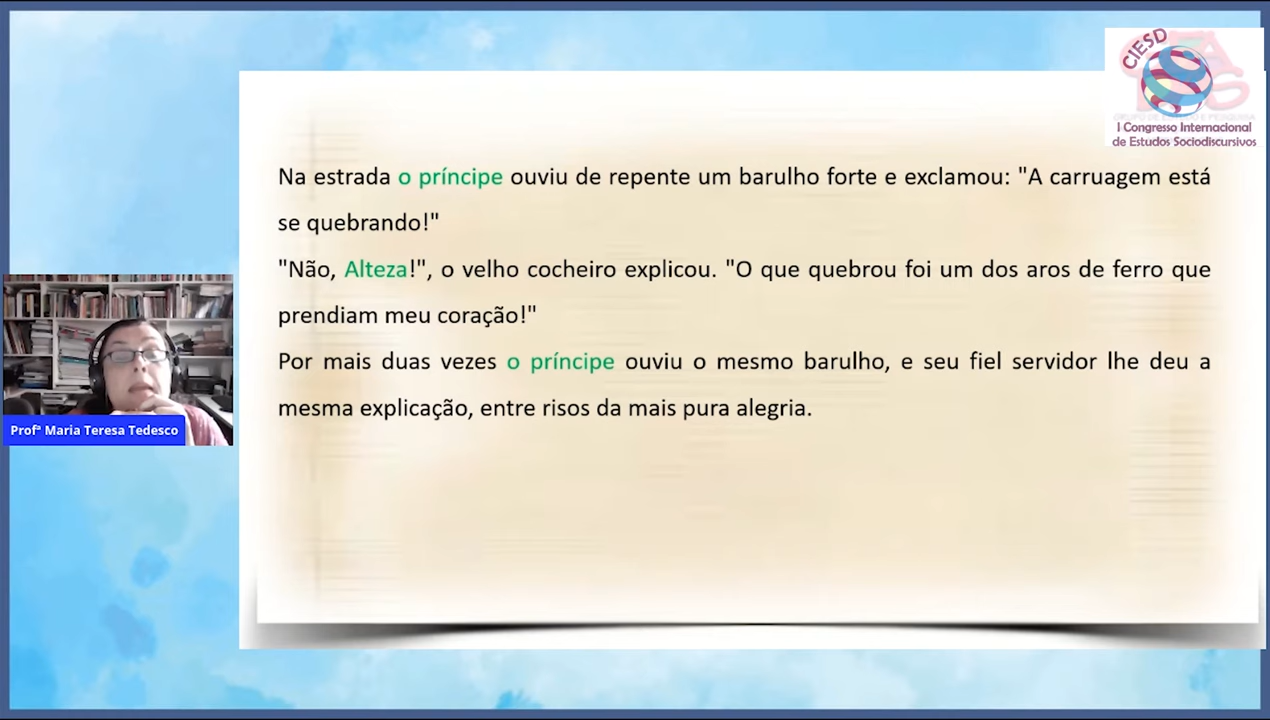 CIESD
I Congresso Internacional
de Estudos Sociodiscursivos
Na estrada o príncipe ouviu de repente um barulho forte e exclamou: "A carruagem está
se quebrando!"
"Não, Alteza!", o velho cocheiro explicou. "O que quebrou foi um dos aros de ferro que
prendiam meu coração!"
Por mais duas vezes o príncipe ouviu o mesmo barulho, e seu fiel servidor lhe deu a
mesma explicação, entre risos da mais pura alegria.
Profª Maria Teresa Tedesco